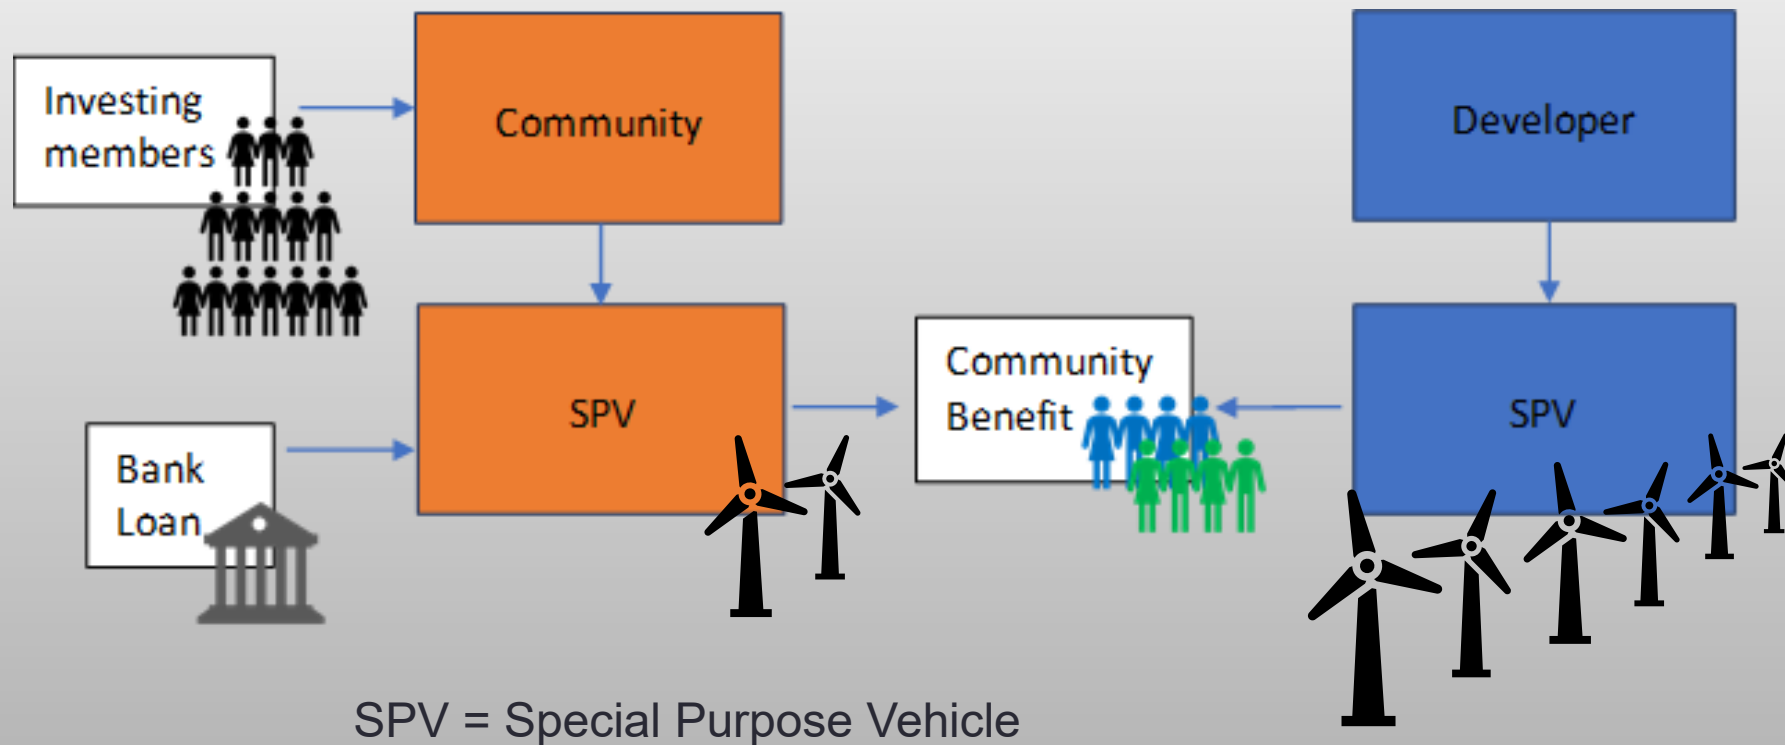 Investing
members
Community
Developer
SPV
Community
Benefit
SPV
Bank
Loan
SPV = Special Purpose Vehicle